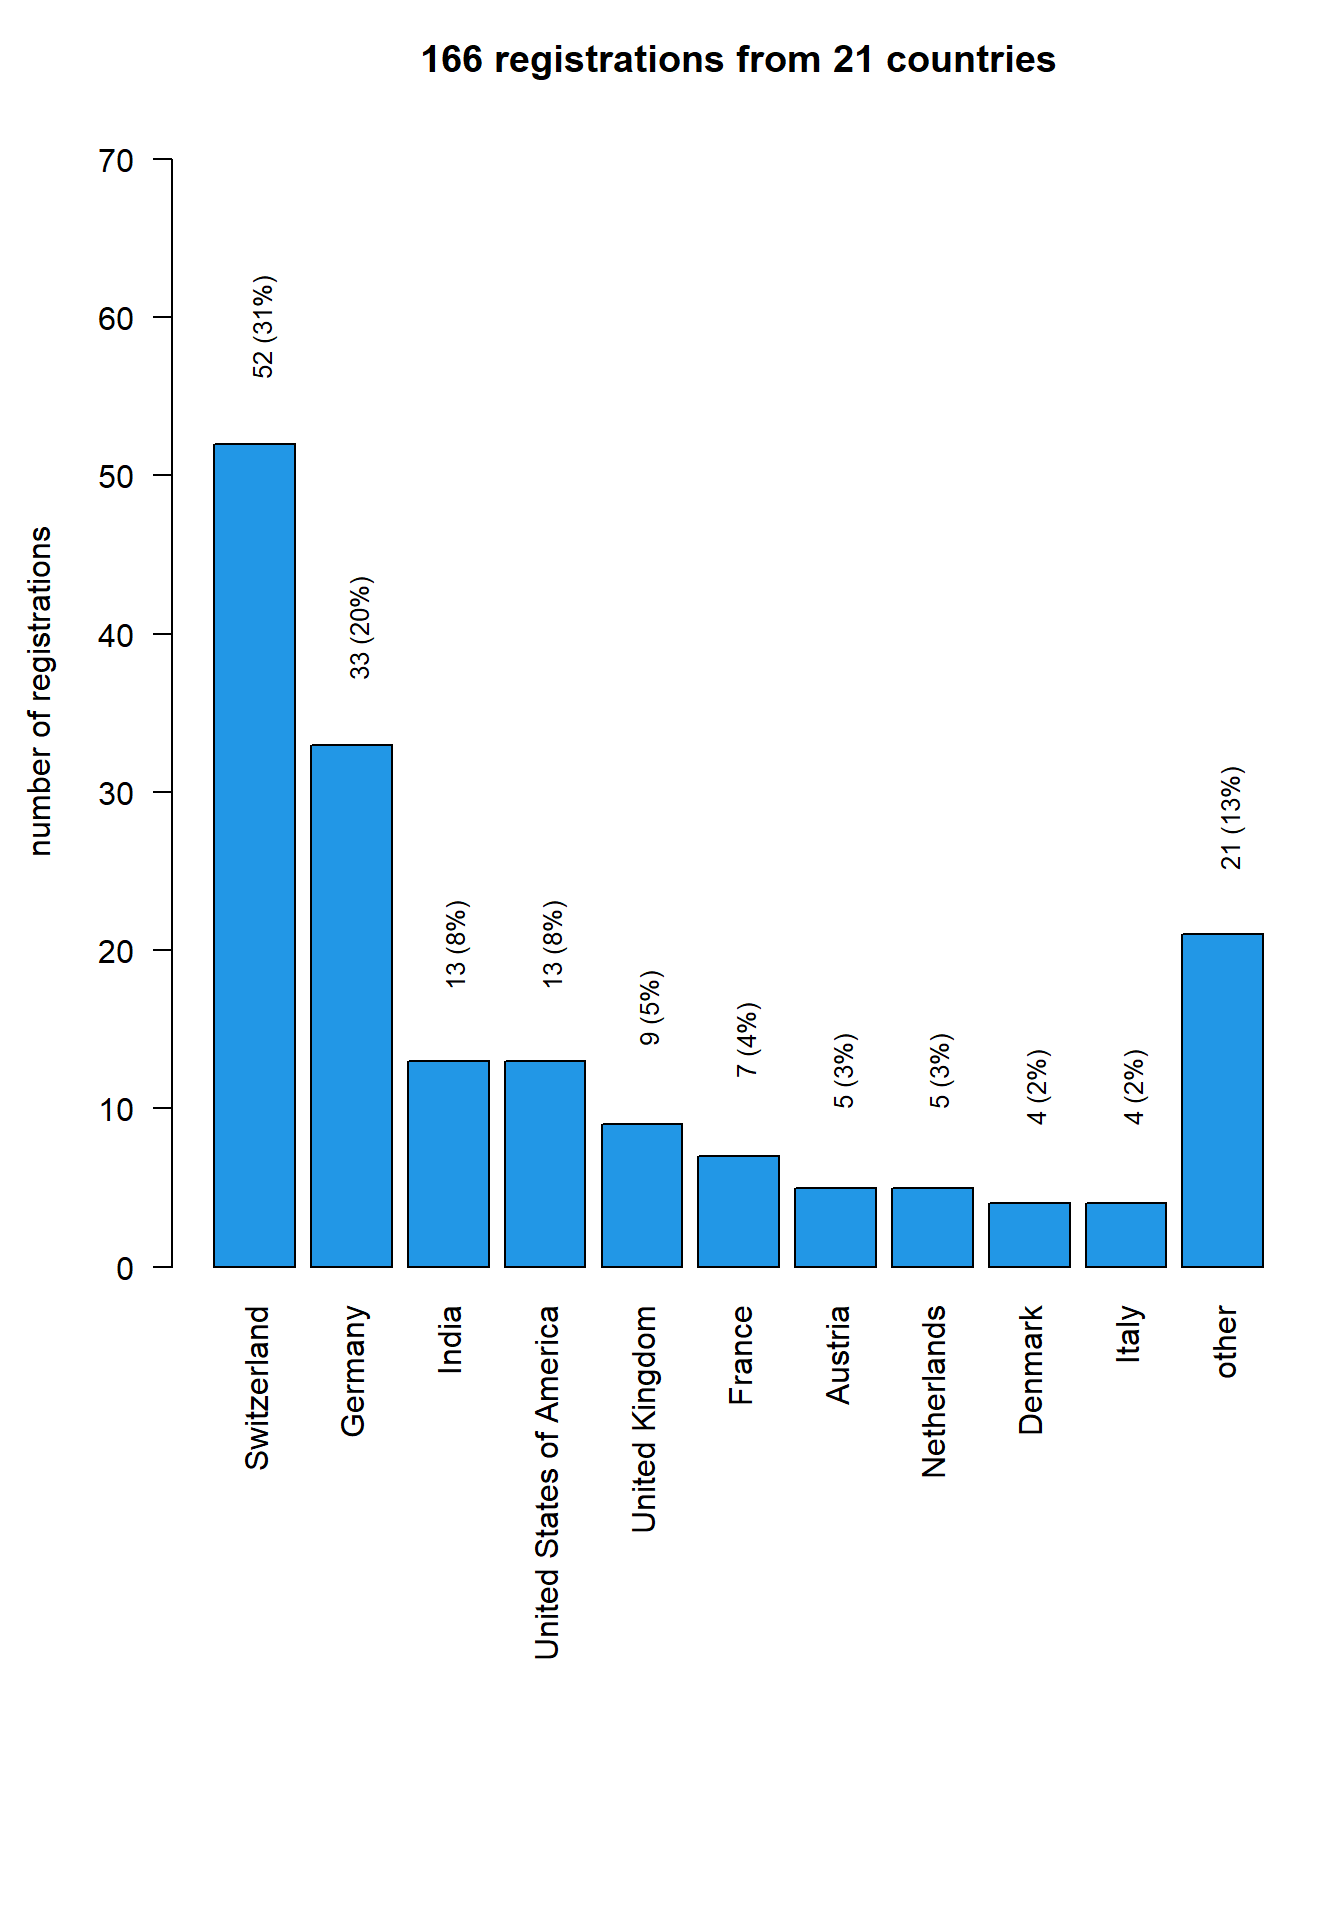 166 registrations from 21 countries
number of registrations
70
60
50
40
30
20
10
0
52 (31%)
33 (20%)
13 (8%)
13 (8%)
9 (5%)
7 (4%)
5 (3%)
5 (3%)
4 (2%)
4 (2%)
21 (13%)
Switzerland
Germany
India
United States of America
United Kingdom
France
Austria
Netherlands
Denmark
Italy
other